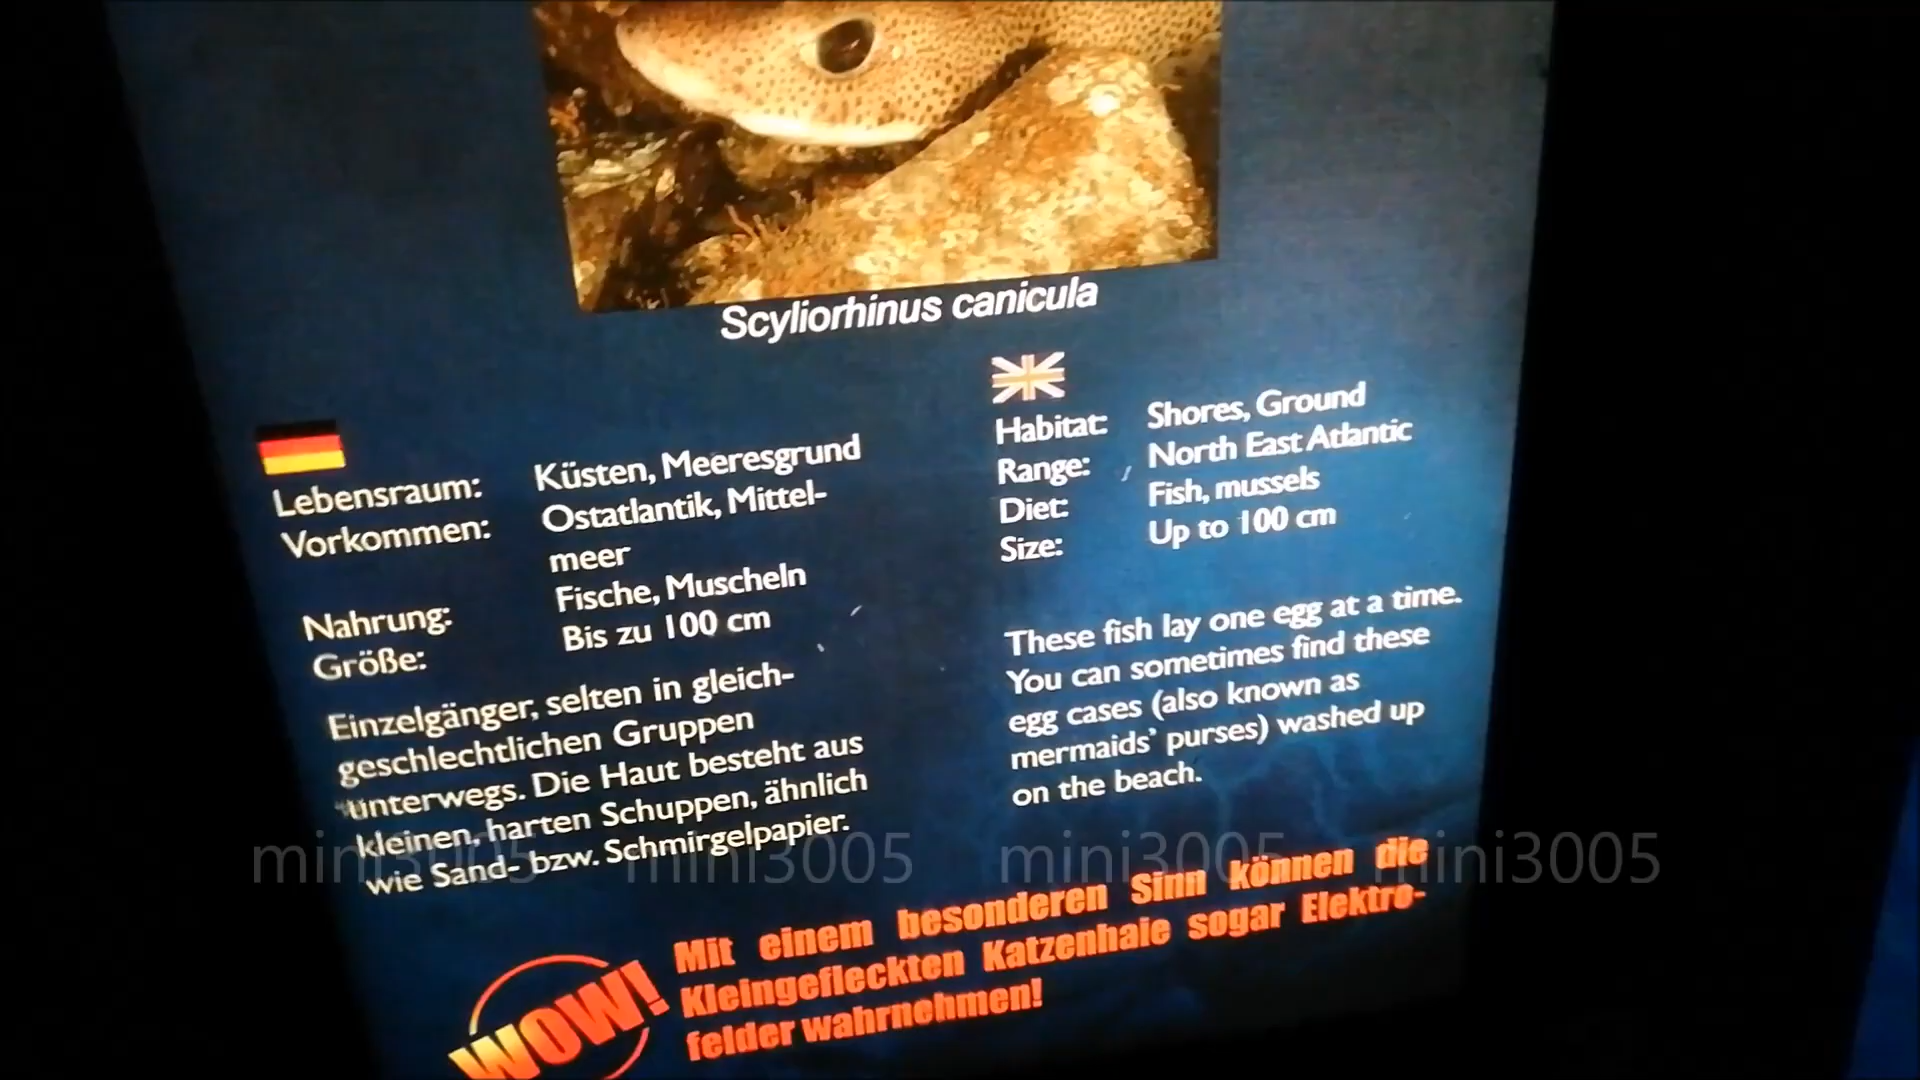 Scyliorhinus canicula
Lebensraum: Küsten, Meeresgrund
Vorkommen: Ostatlantik, Mittel-
meer
Nahrung: Fische, Muscheln
Größe: Bis zu 100 cm
Einzelgänger, selten in gleich-
geschlechtlichen Gruppen
unterwegs. Die Haut besteht aus
kleinen, harten Schuppen, ähnlich
wie Sand- bzw. Schmirgelpapier.
Habitat: Shores, Ground
Range: North East Atlantic
Diet: Fish, mussels
Size: Up to 100 cm
These fish lay one egg at a time.
You can sometimes find these
egg cases (also known as
mermaids' purses) washed up
on the beach.
mini3005 mini3005 mini3005 mini3005
WOW!
Mit einem besonderen Sinn können die
Kleingefleckten Katzenhaie sogar Elektro-
felder wahrnehmen!